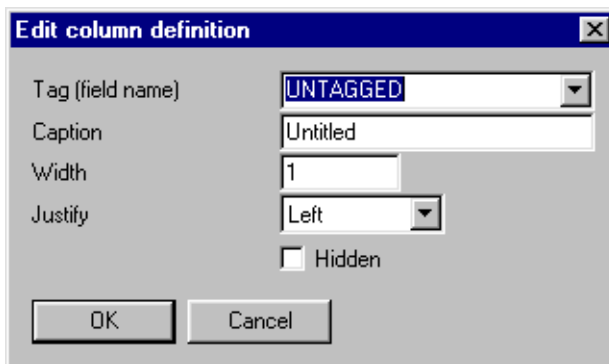 Edit column definition
Tag (field name) UNTAGGED
Caption Untitled
Width 1
Justify Left
Hidden
OK Cancel